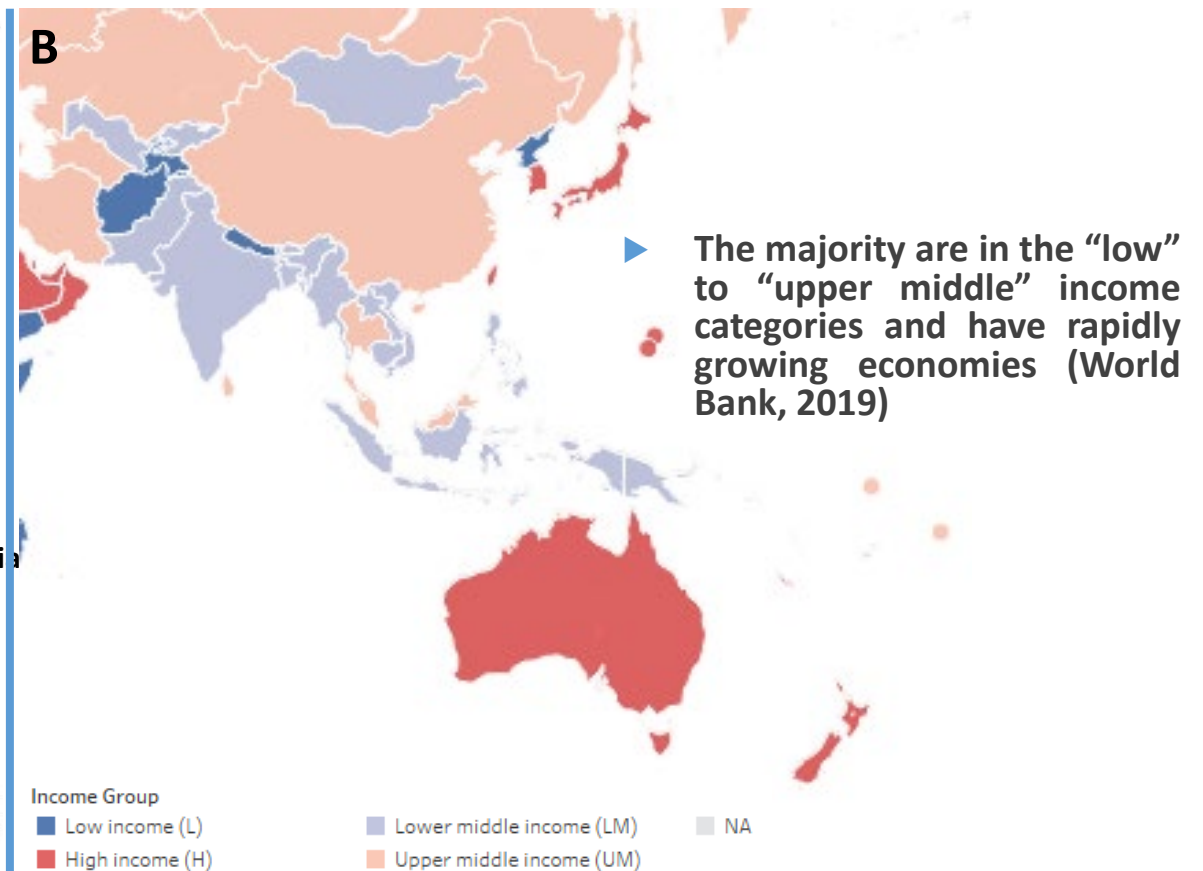 B
The majority are in the “low”
to “upper middle” income
categories and have rapidly
growing economies (World
Bank, 2019)
ia
Income Group
Low income (L)
Lower middle income (LM)
NA
High income (H)
Upper middle income (UM)